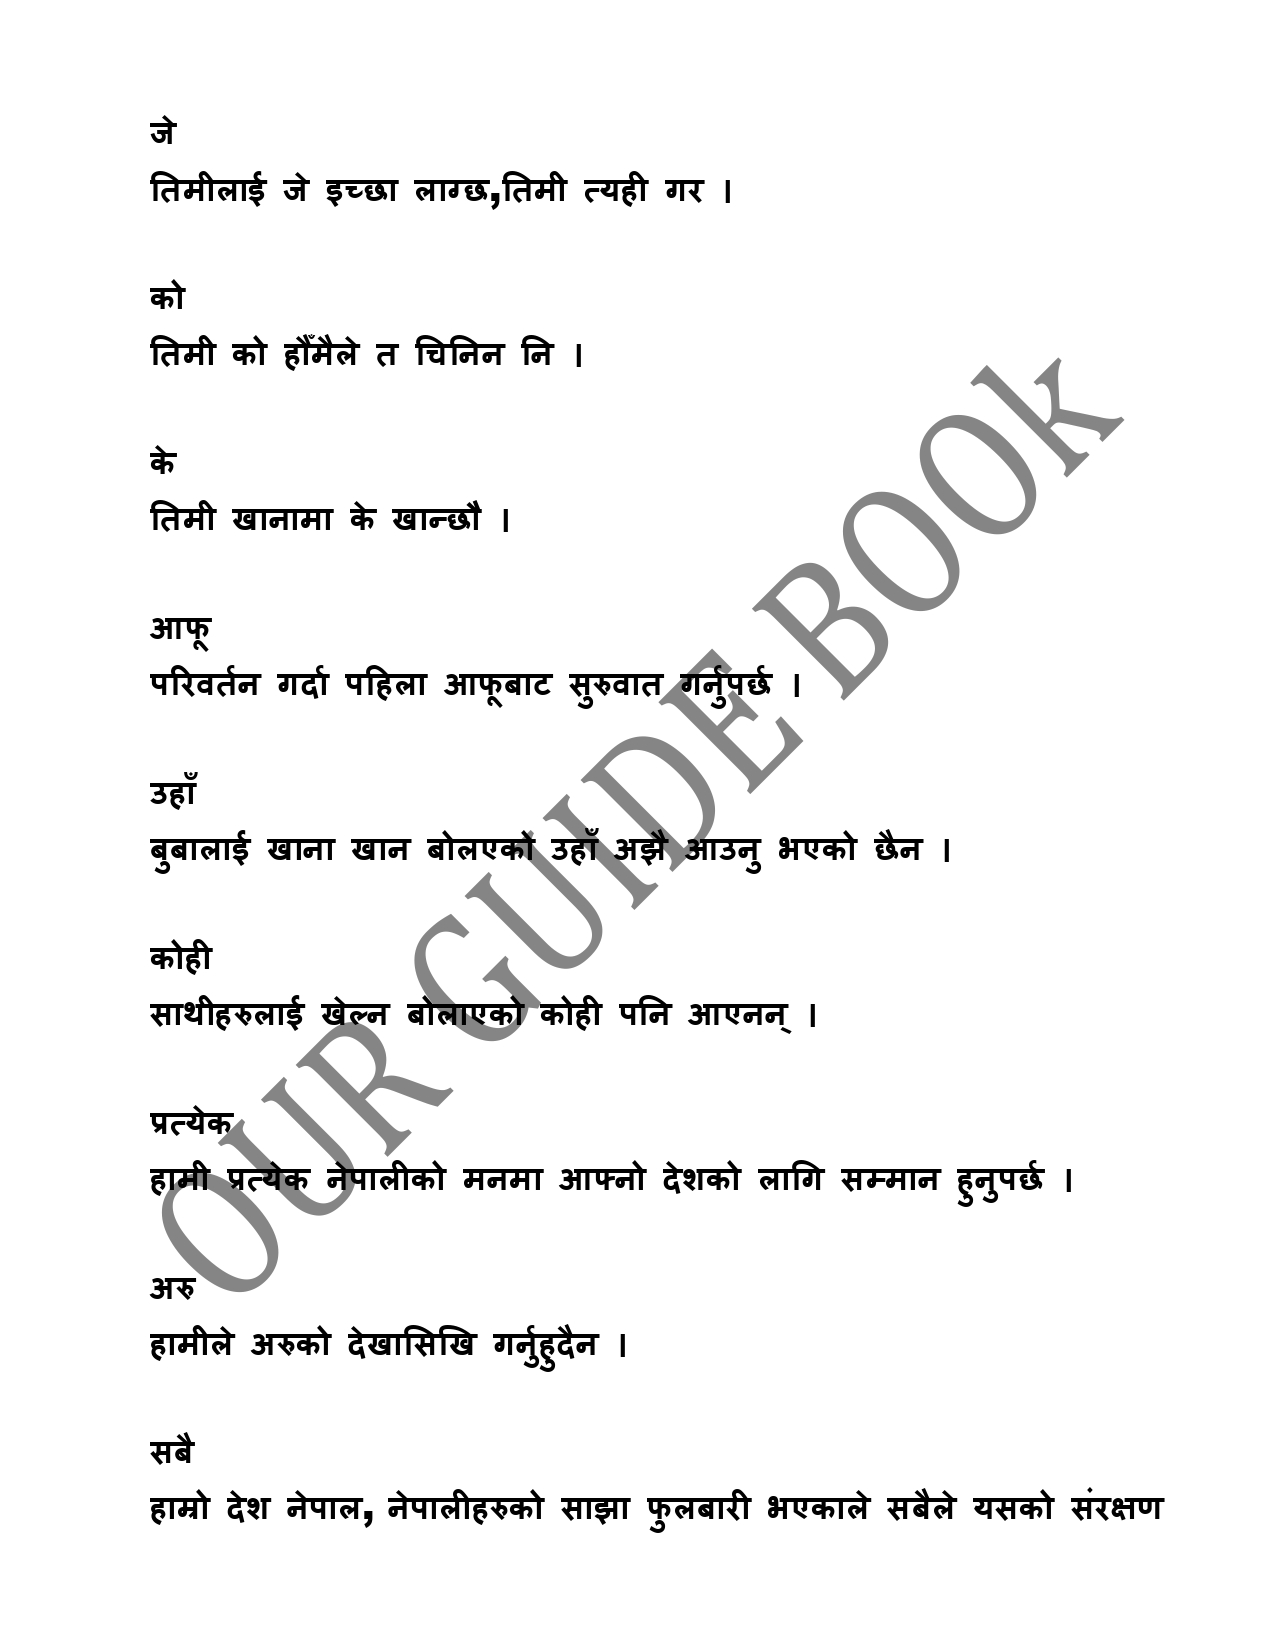 जे
तिमीलाई जे इच्छा लाग्छ,तिमी त्यही गर ।
को
तिमी को हौँमैले त चिनिन नि ।
के
तिमी खानामा के खान्छौ ।
आफू
परिवर्तन गर्दा पहिला आफूबाट सुरुवात गर्नुपर्छ ।
उहाँ
बुबालाई खाना खान बोलएको उहाँ अझै आउनु भएको छैन ।
कोही
साथीहरुलाई खेल्न बोलाएको कोही पनि आएनन् ।
प्रत्येक
हामी प्रत्येक नेपालीको मनमा आफ्नो देशको लागि सम्मान हुनुपर्छ ।
अरु
हामीले अरुको देखासिखि गर्नुहुदैन ।
सबै
हाम्रो देश नेपाल, नेपालीहरुको साझा फुलबारी भएकाले सबैले यसको संरक्षण
OUR GUIDE BOOk